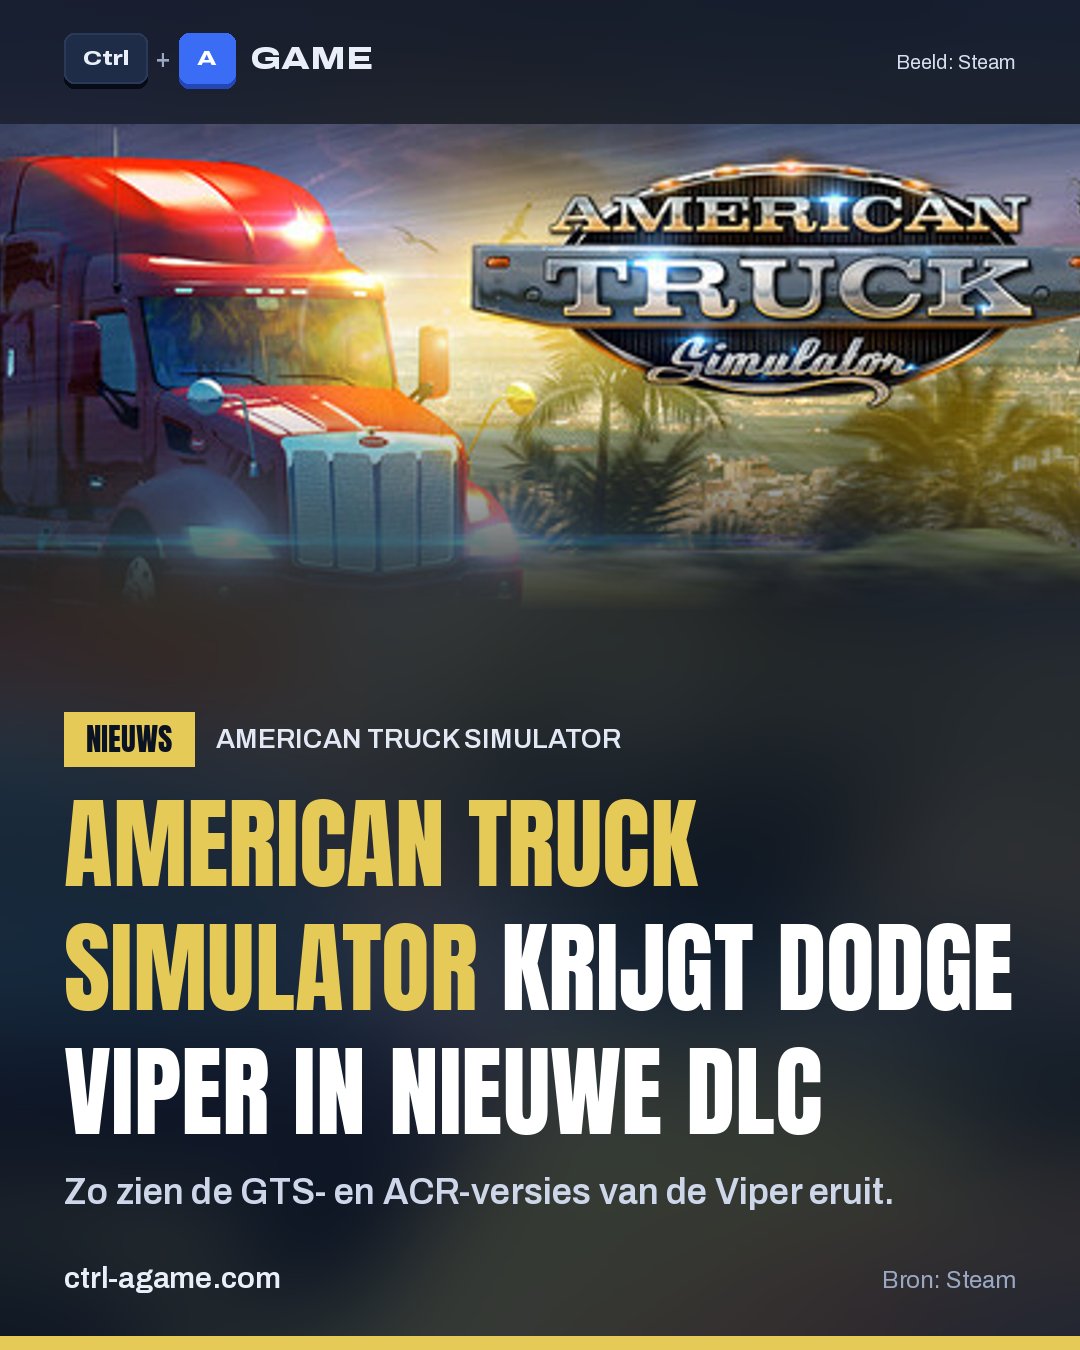 Ctrl + A GAME
Beeld: Steam
AMERICAN
TRUCK
Simulator
NIEUWS AMERICAN TRUCK SIMULATOR
AMERICAN TRUCK
SIMULATOR KRIJGT DODGE
VIPER IN NIEUWE DLC
Zo zien de GTS- en ACR-versies van de Viper eruit.
ctrl-agame.com
Bron: Steam